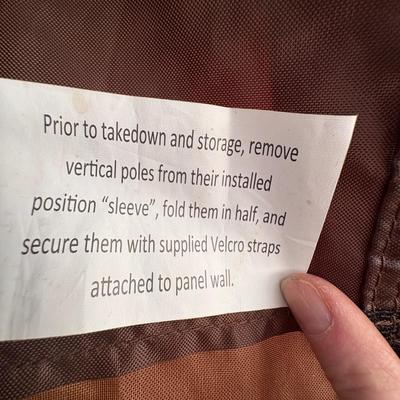 Prior to takedown and storage, remove
vertical poles from their installed
position “sleeve”, fold them in half, and
secure them with supplied Velcro straps
attached to panel wall.